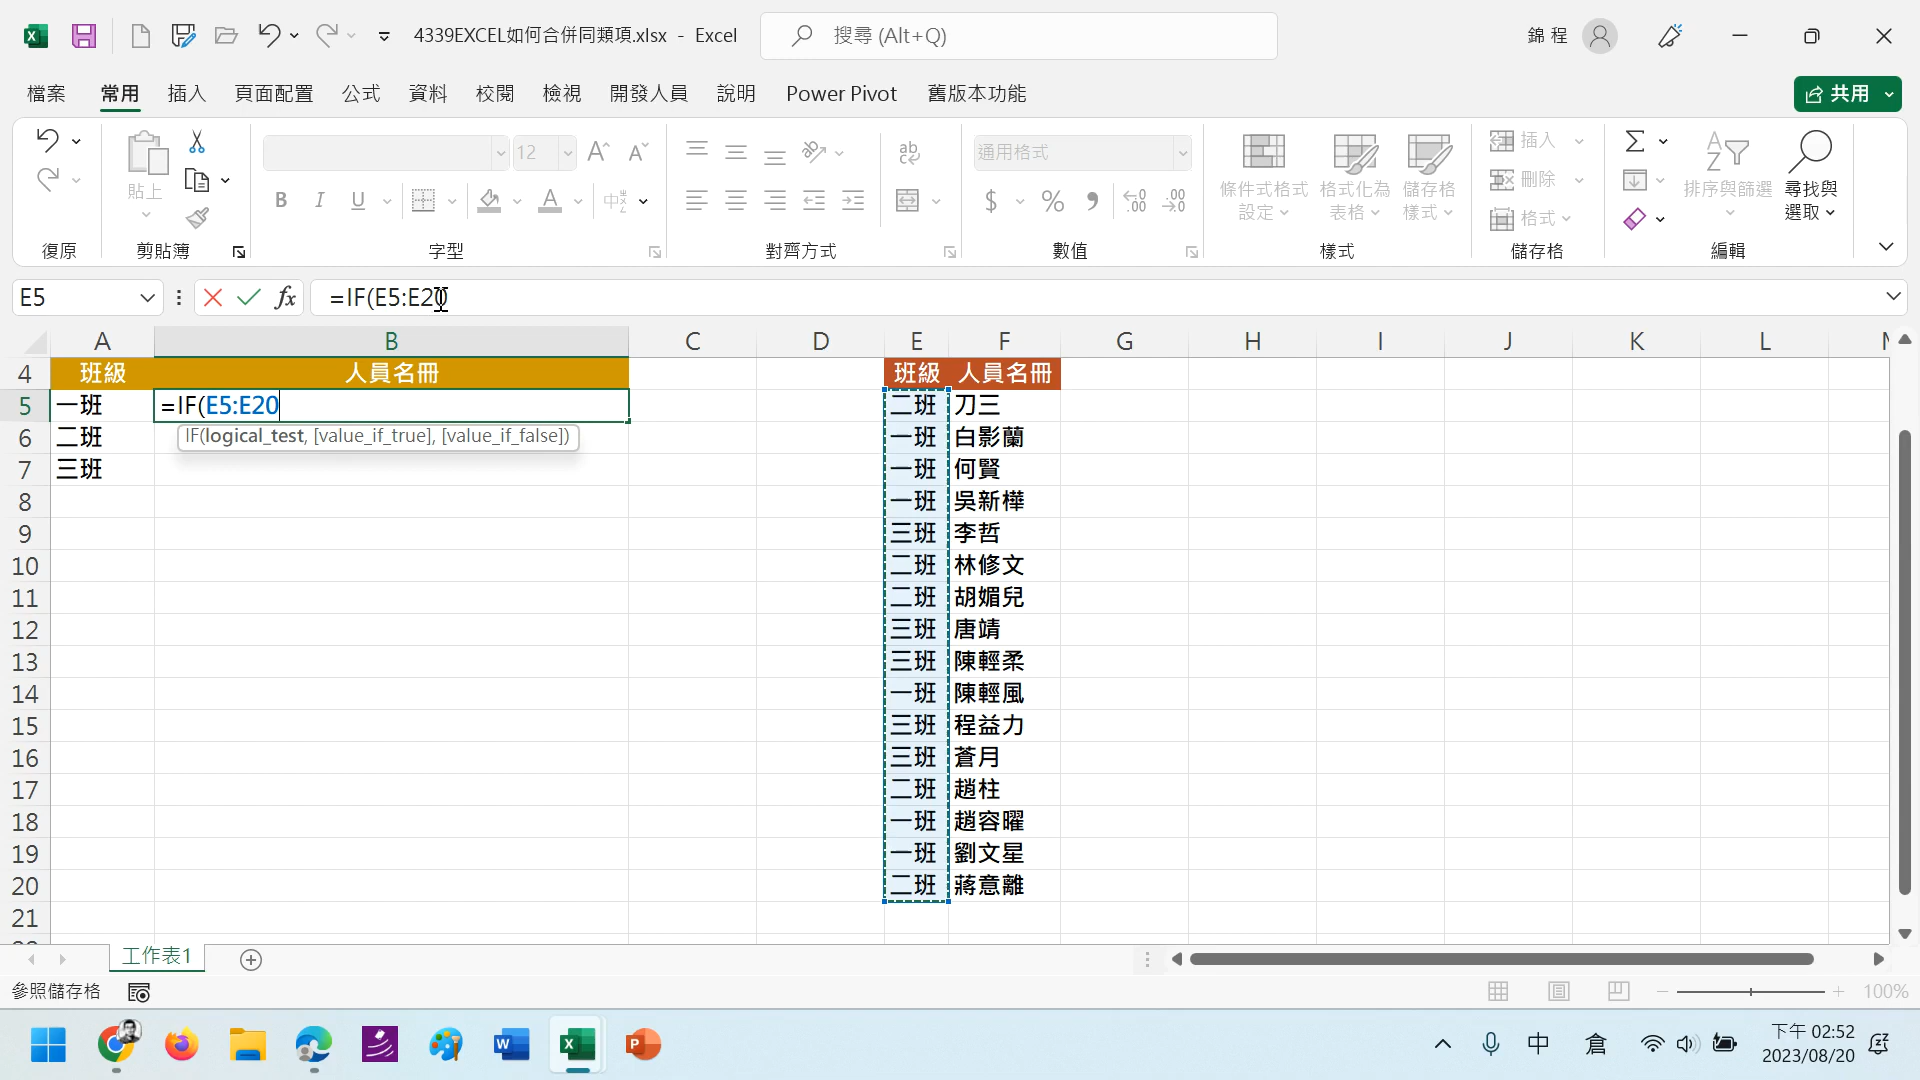 4339EXCEL如何合併同類項.xlsx - Excel
搜尋 (Alt+Q)
錦 程
檔案 常用 插入 頁面配置 公式 資料 校閱 檢視 開發人員 說明 Power Pivot 舊版本功能
共用
貼上
12
通用格式
條件式格式設定
格式化為表格
儲存格樣式
插入
刪除
格式
排序與篩選
尋找與選取
復原 剪貼簿 字型 對齊方式 數值 樣式 儲存格 編輯
E5
=IF(E5:E20
A B C D E F G H I J K L
4 班級 人員名冊 班級 人員名冊
5 一班 =IF(E5:E20 二班 刀三
IF(logical_test, [value_if_true], [value_if_false])
6 二班 一班 白影蘭
7 三班 一班 何賢
8 一班 吳新樺
9 三班 李哲
10 二班 林修文
11 二班 胡媚兒
12 三班 唐靖
13 三班 陳輕柔
14 一班 陳輕風
15 三班 程益力
16 三班 蒼月
17 二班 趙柱
18 一班 趙容曜
19 一班 劉文星
20 二班 蔣意離
21
工作表1
參照儲存格
100%
中 倉
下午 02:52
2023/08/20